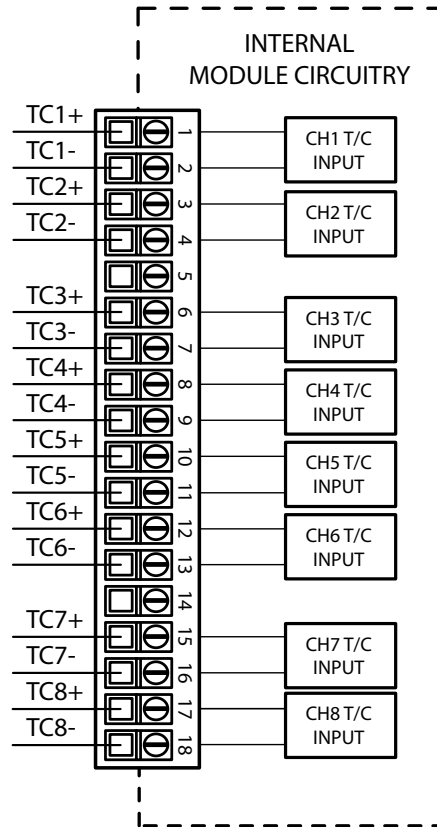 INTERNAL
MODULE CIRCUITRY
TC1+
1
CH1 T/C
INPUT
TC1-
2
TC2+
3
CH2 T/C
INPUT
TC2-
4
5
TC3+
6
CH3 T/C
INPUT
TC3-
7
TC4+
8
CH4 T/C
INPUT
TC4-
9
TC5+
10
CH5 T/C
INPUT
TC5-
11
TC6+
12
CH6 T/C
INPUT
TC6-
13
14
TC7+
15
CH7 T/C
INPUT
TC7-
16
TC8+
17
CH8 T/C
INPUT
TC8-
18